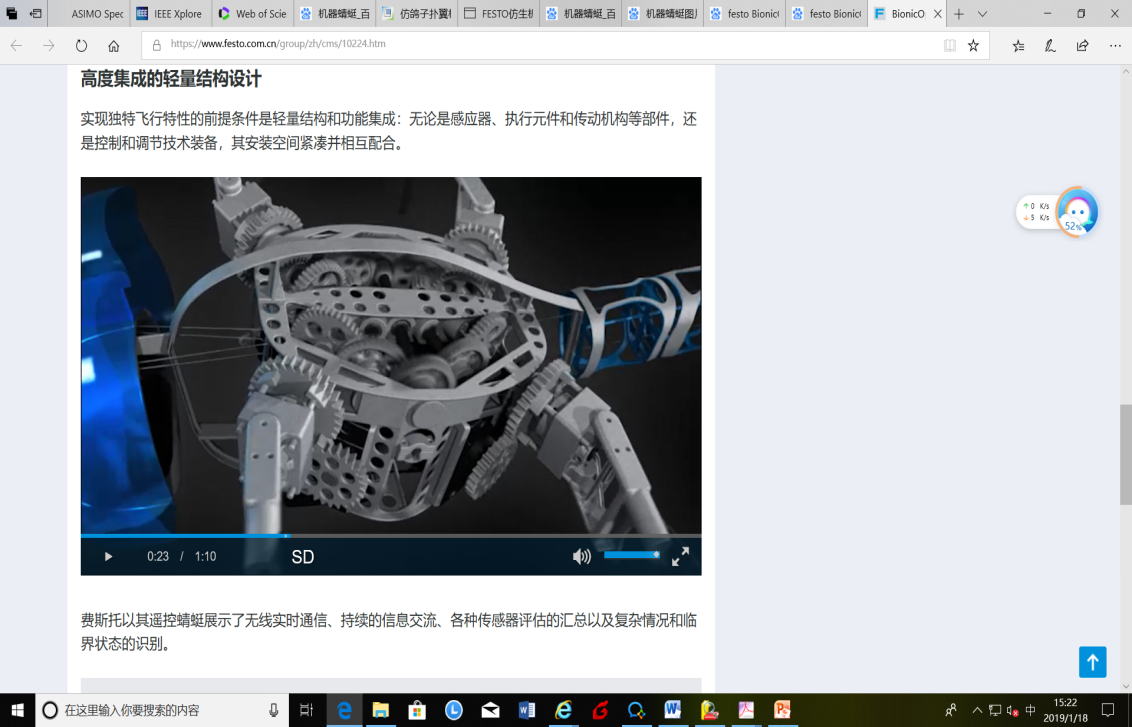 ASIMO Spec
IEEE Xplore
Web of Scie
机器蜻蜓_百
仿鸽子扑翼
FESTO仿生
机器蜻蜓_百
机器蜻蜓图
festo Bionic
festo Bionic
BionicO
https://www.festo.com.cn/group/zh/cms/10224.htm
高度集成的轻量结构设计
实现独特飞行特性的前提条件是轻量结构和功能集成：无论是感应器、执行元件和传动机构等部件，还
是控制和调节技术装备，其安装空间紧凑并相互配合。
0 K/s
5 K/s
52%
0:23 / 1:10 SD
费斯托以其遥控蜻蜓展示了无线实时通信、持续的信息交流、各种传感器评估的汇总以及复杂情况和临
界状态的识别。
在这里输入你要搜索的内容
中
15:22
2019/1/18